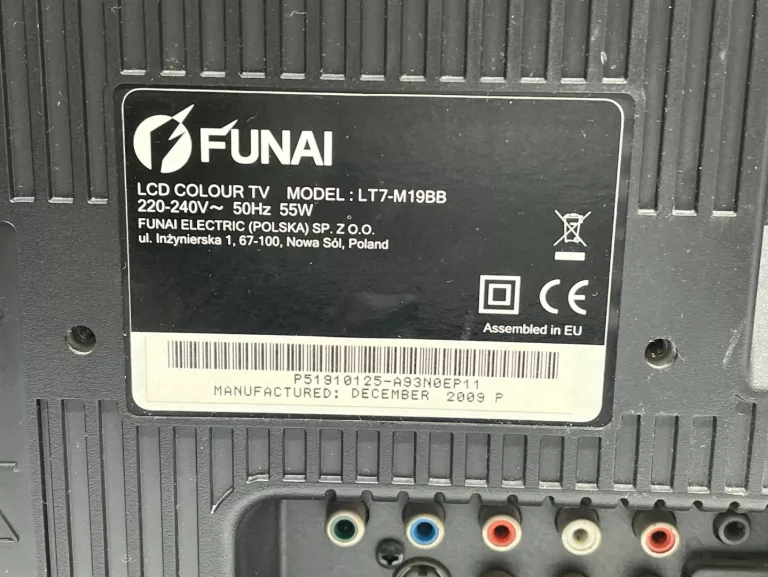 FUNAI
LCD COLOUR TV MODEL : LT7-M19BB
220-240V~ 50Hz 55W
FUNAI ELECTRIC (POLSKA) SP. Z O.O.
ul. Inżynierska 1, 67-100, Nowa Sól, Poland
CE
Assembled in EU
P51910125-A93N0EP11
MANUFACTURED: DECEMBER 2009 P